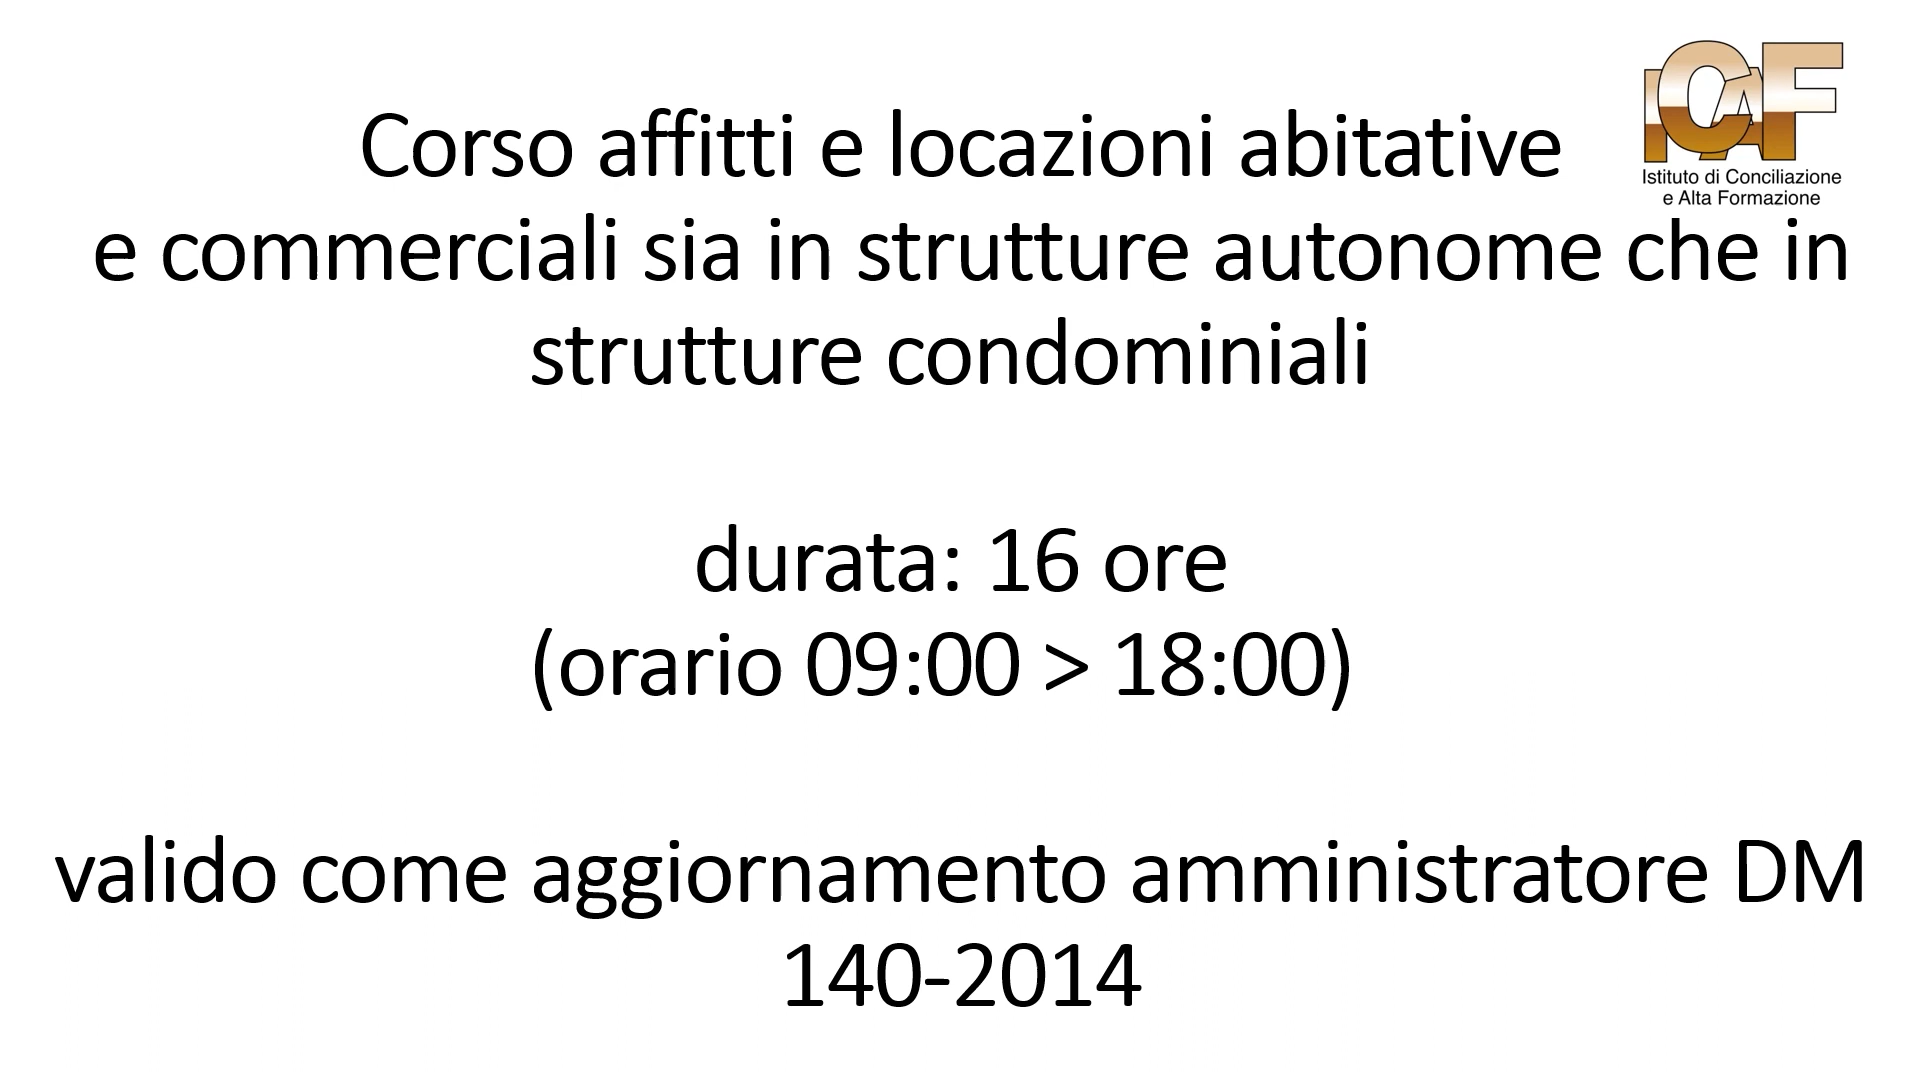 ICAF
Istituto di Conciliazione
e Alta Formazione
Corso affitti e locazioni abitative
e commerciali sia in strutture autonome che in
strutture condominiali
durata: 16 ore
(orario 09:00 > 18:00)
valido come aggiornamento amministratore DM
140-2014